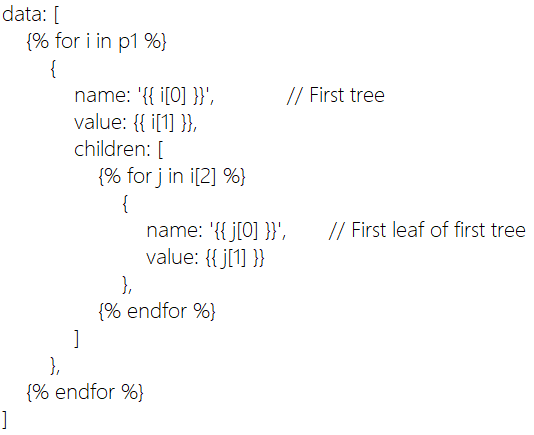 data: [
{% for i in p1 %}
{
name: '{{ i[0] }}', // First tree
value: {{ i[1] }},
children: [
{% for j in i[2] %}
{
name: '{{ j[0] }}', // First leaf of first tree
value: {{ j[1] }}
},
{% endfor %}
]
},
{% endfor %}
]